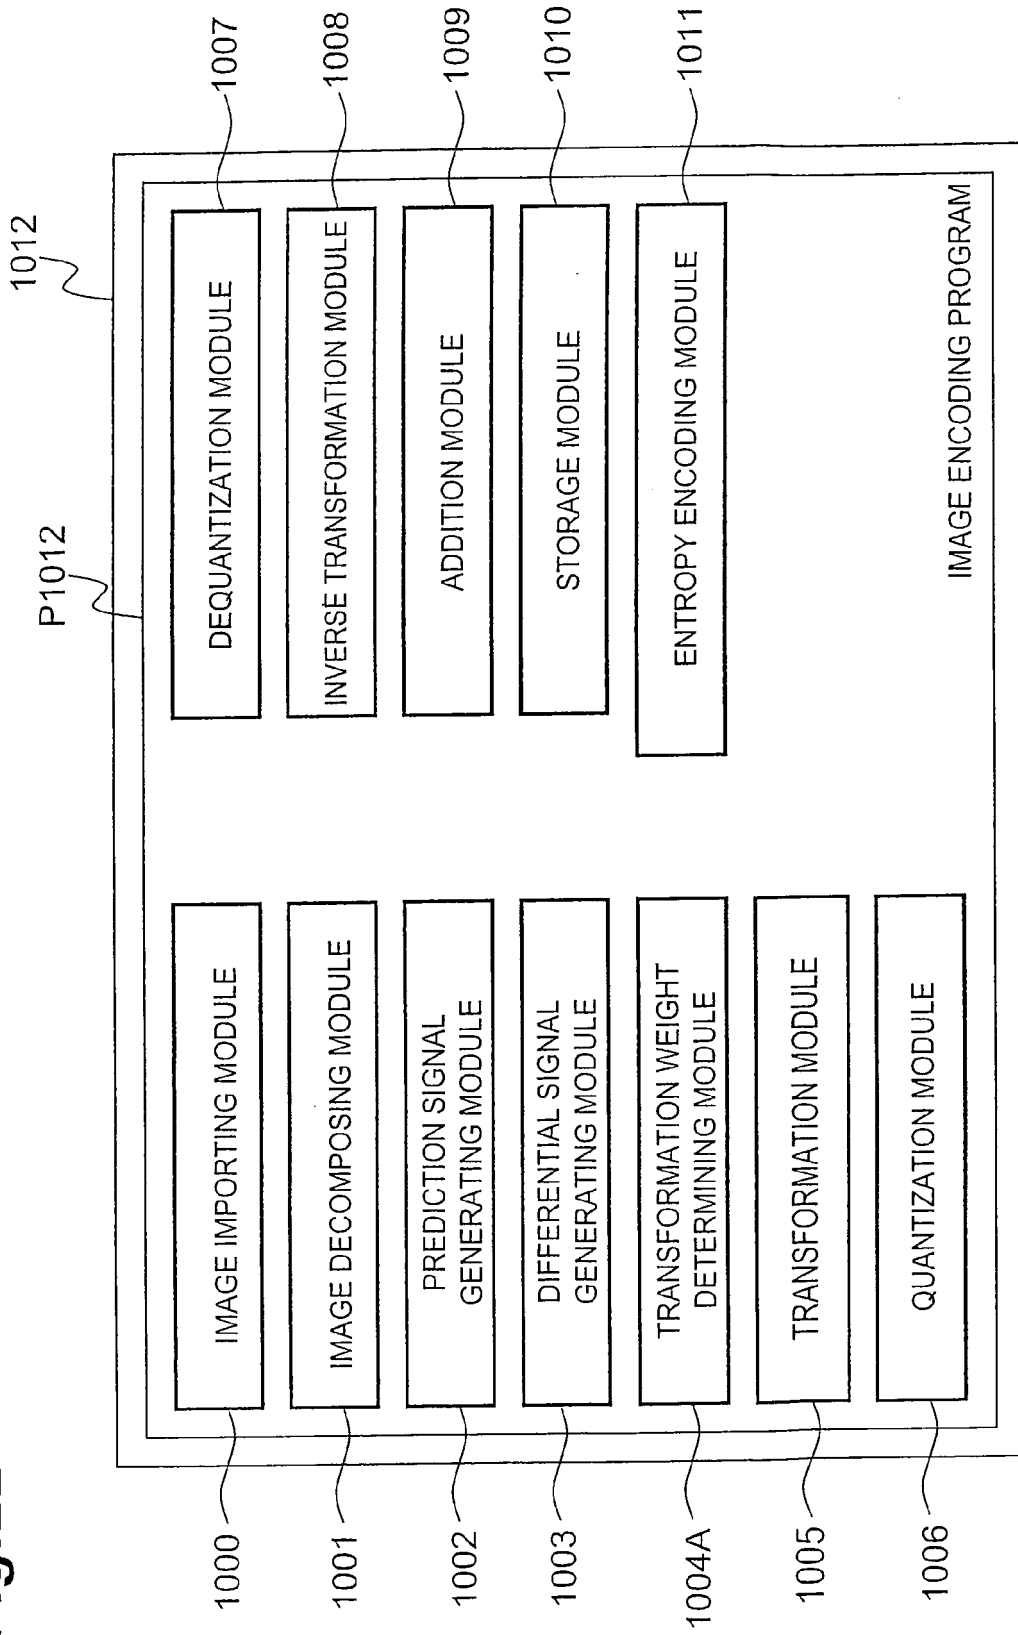 1012
P1012
1000
IMAGE IMPORTING MODULE
1001
IMAGE DECOMPOSING MODULE
1002
PREDICTION SIGNAL
GENERATING MODULE
1003
DIFFERENTIAL SIGNAL
GENERATING MODULE
1004A
TRANSFORMATION WEIGHT
DETERMINING MODULE
1005
TRANSFORMATION MODULE
1006
QUANTIZATION MODULE
DEQUANTIZATION MODULE
1007
INVERSE TRANSFORMATION MODULE
1008
ADDITION MODULE
1009
STORAGE MODULE
1010
ENTROPY ENCODING MODULE
1011
IMAGE ENCODING PROGRAM